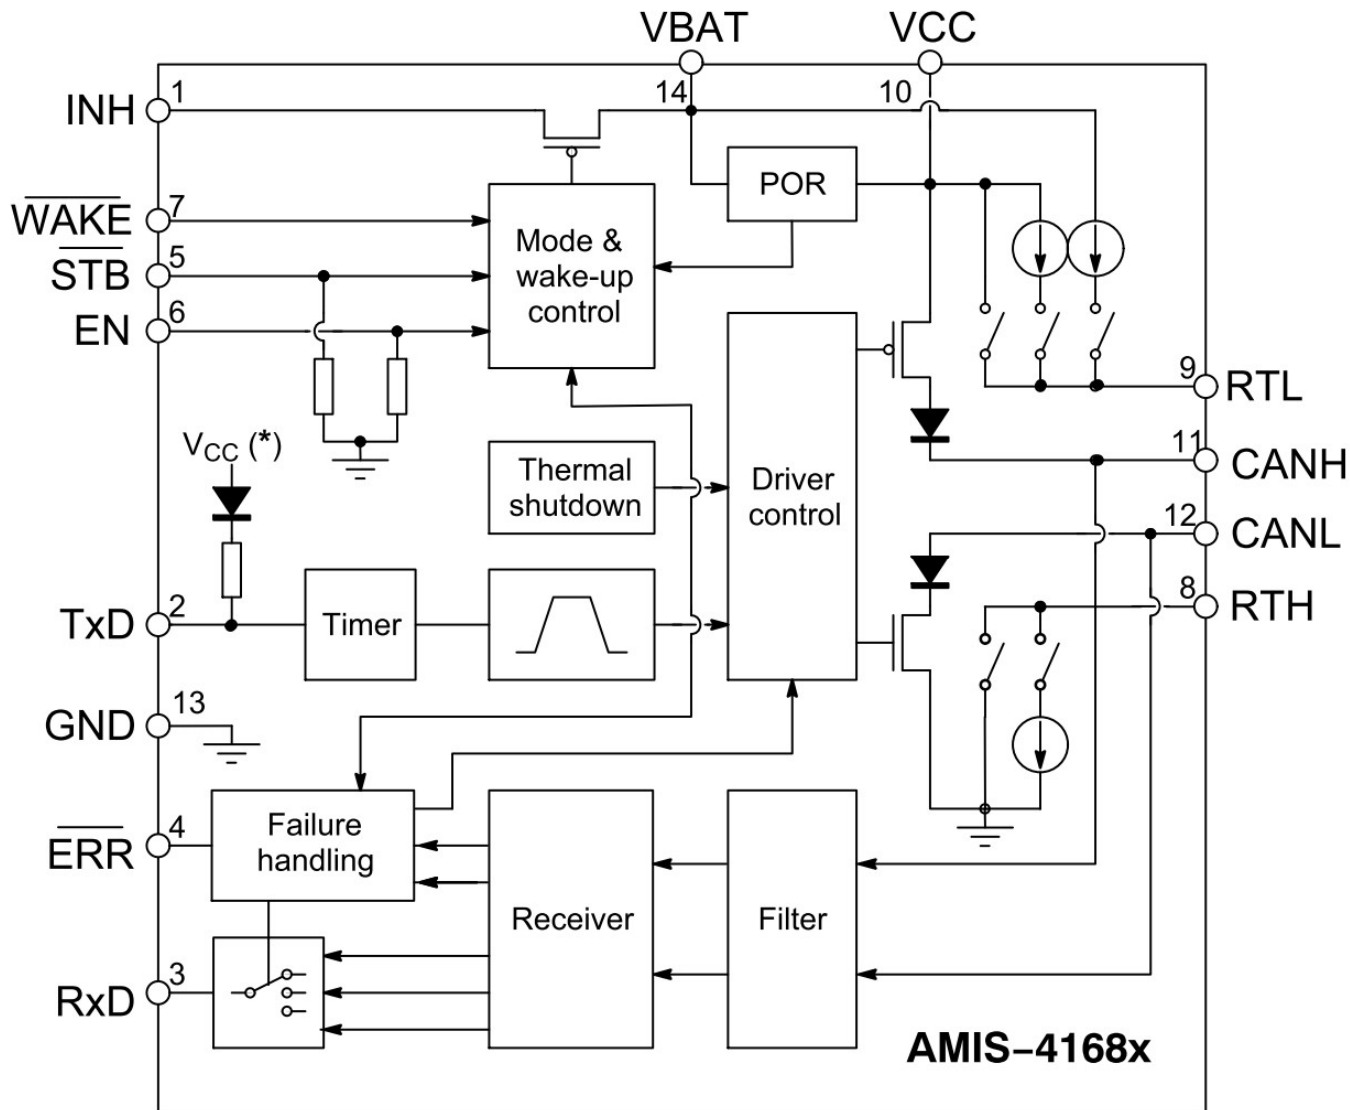 VBAT
VCC
14
10
INH
1
POR
WAKE
7
STB
5
EN
6
Mode &
wake-up
control
RTL
9
VCC (*)
Thermal
shutdown
Driver
control
11
CANH
12
CANL
TxD
2
Timer
8
RTH
GND
13
ERR
4
Failure
handling
Receiver
Filter
RxD
3
AMIS–4168x